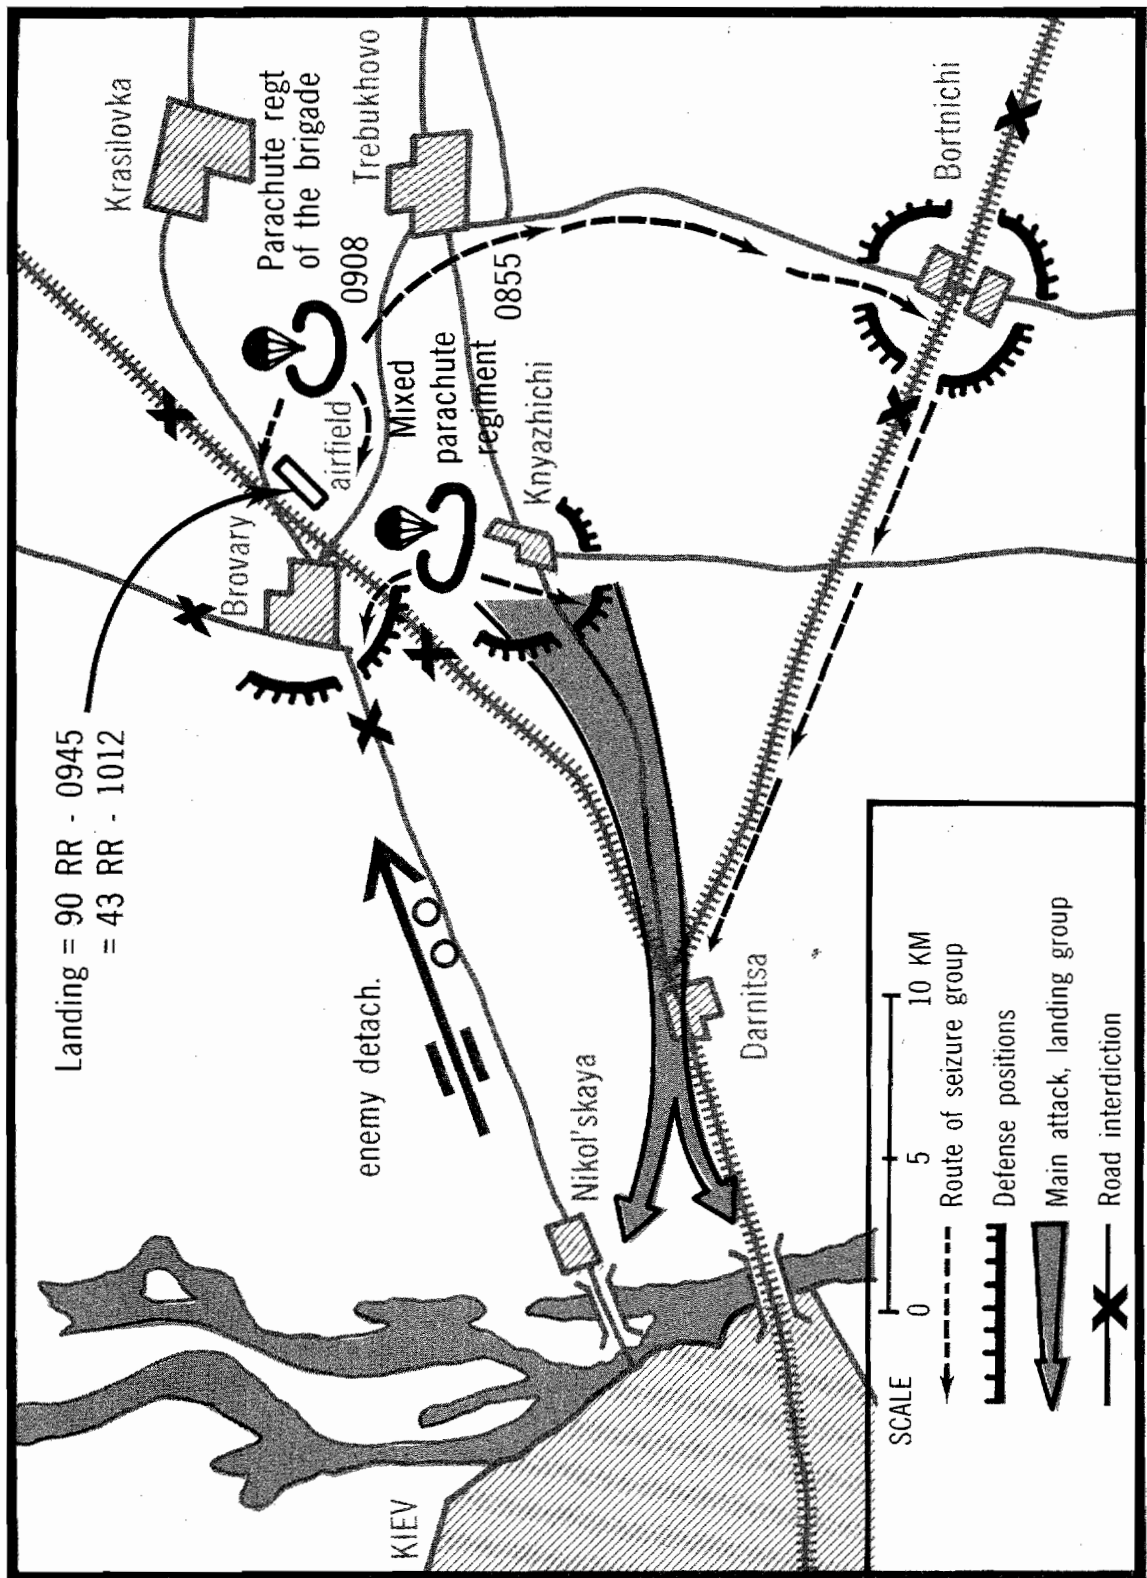 Landing = 90 RR - 0945
= 43 RR - 1012
Krasilovka
Parachute regt
of the brigade
0908
Trebukhovo
airfield
Brovary
Mixed
parachute
regiment
0855
Knyazhichi
Bortnichi
enemy detach.
Nikol'skaya
Darnitsa
KIEV
SCALE
0 5 10 KM
Route of seizure group
Defense positions
Main attack, landing group
Road interdiction